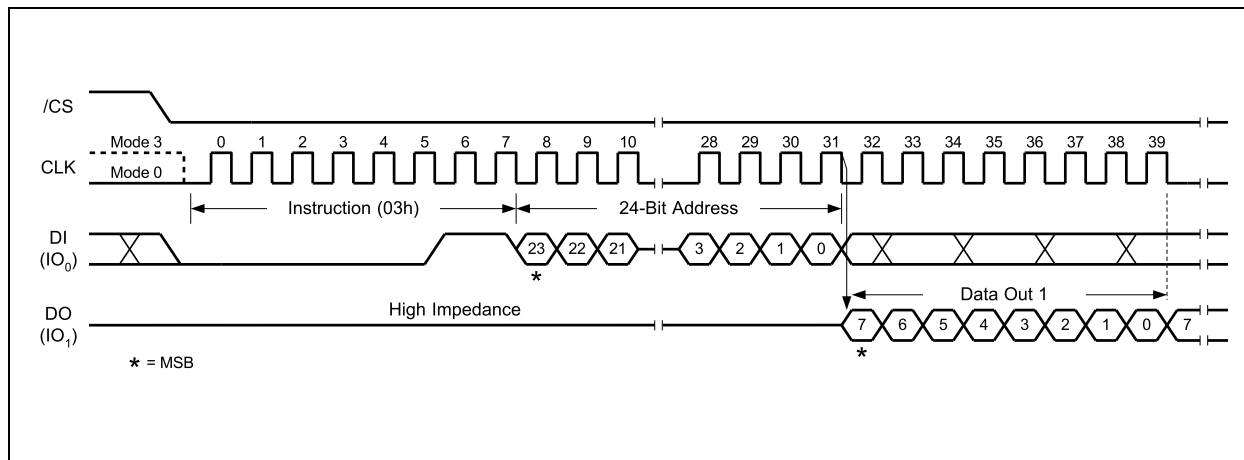 /CS
Mode 3 0 1 2 3 4 5 6 7 8 9 10 28 29 30 31 32 33 34 35 36 37 38 39
CLK
Mode 0
Instruction (03h) 24-Bit Address
DI
(IO0)
23 22 21 3 2 1 0
*
High Impedance
Data Out 1
DO
(IO1)
7 6 5 4 3 2 1 0 7
*
* = MSB